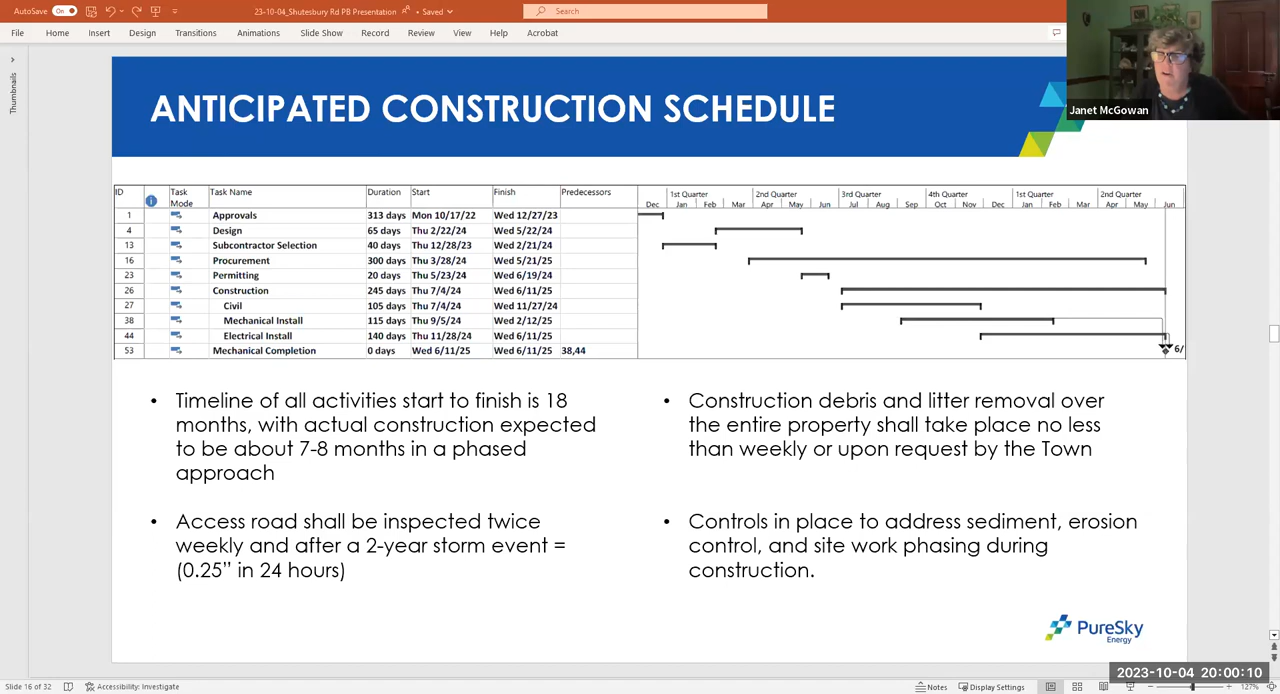 AutoSave On 23-10-04_Shutesbury Rd PB Presentation • Saved Search
File Home Insert Design Transitions Animations Slide Show Record Review View Help Acrobat
Thumbnails
Janet McGowan
ANTICIPATED CONSTRUCTION SCHEDULE
ID Task Mode Task Name Duration Start Finish Predecessors
1st Quarter 2nd Quarter 3rd Quarter 4th Quarter 1st Quarter 2nd Quarter
Dec Jan Feb Mar Apr May Jun Jul Aug Sep Oct Nov Dec Jan Feb Mar Apr May Jun
1 Approvals 313 days Mon 10/17/22 Wed 12/27/23
4 Design 65 days Thu 2/22/24 Wed 5/22/24
13 Subcontractor Selection 40 days Thu 12/28/23 Wed 2/21/24
16 Procurement 300 days Thu 3/28/24 Wed 5/21/25
23 Permitting 20 days Thu 5/23/24 Wed 6/19/24
26 Construction 245 days Thu 7/4/24 Wed 6/11/25
27 Civil 105 days Thu 7/4/24 Wed 11/27/24
38 Mechanical Install 115 days Thu 9/5/24 Wed 2/12/25
44 Electrical Install 140 days Thu 11/28/24 Wed 6/11/25
53 Mechanical Completion 0 days Wed 6/11/25 Wed 6/11/25 38,44 6/
• Timeline of all activities start to finish is 18
months, with actual construction expected
to be about 7-8 months in a phased
approach
• Access road shall be inspected twice
weekly and after a 2-year storm event =
(0.25” in 24 hours)
• Construction debris and litter removal over
the entire property shall take place no less
than weekly or upon request by the Town
• Controls in place to address sediment, erosion
control, and site work phasing during
construction.
PureSky
Energy
2023-10-04 20:00:10
Slide 16 of 32 Accessibility: Investigate Notes Display Settings 127%